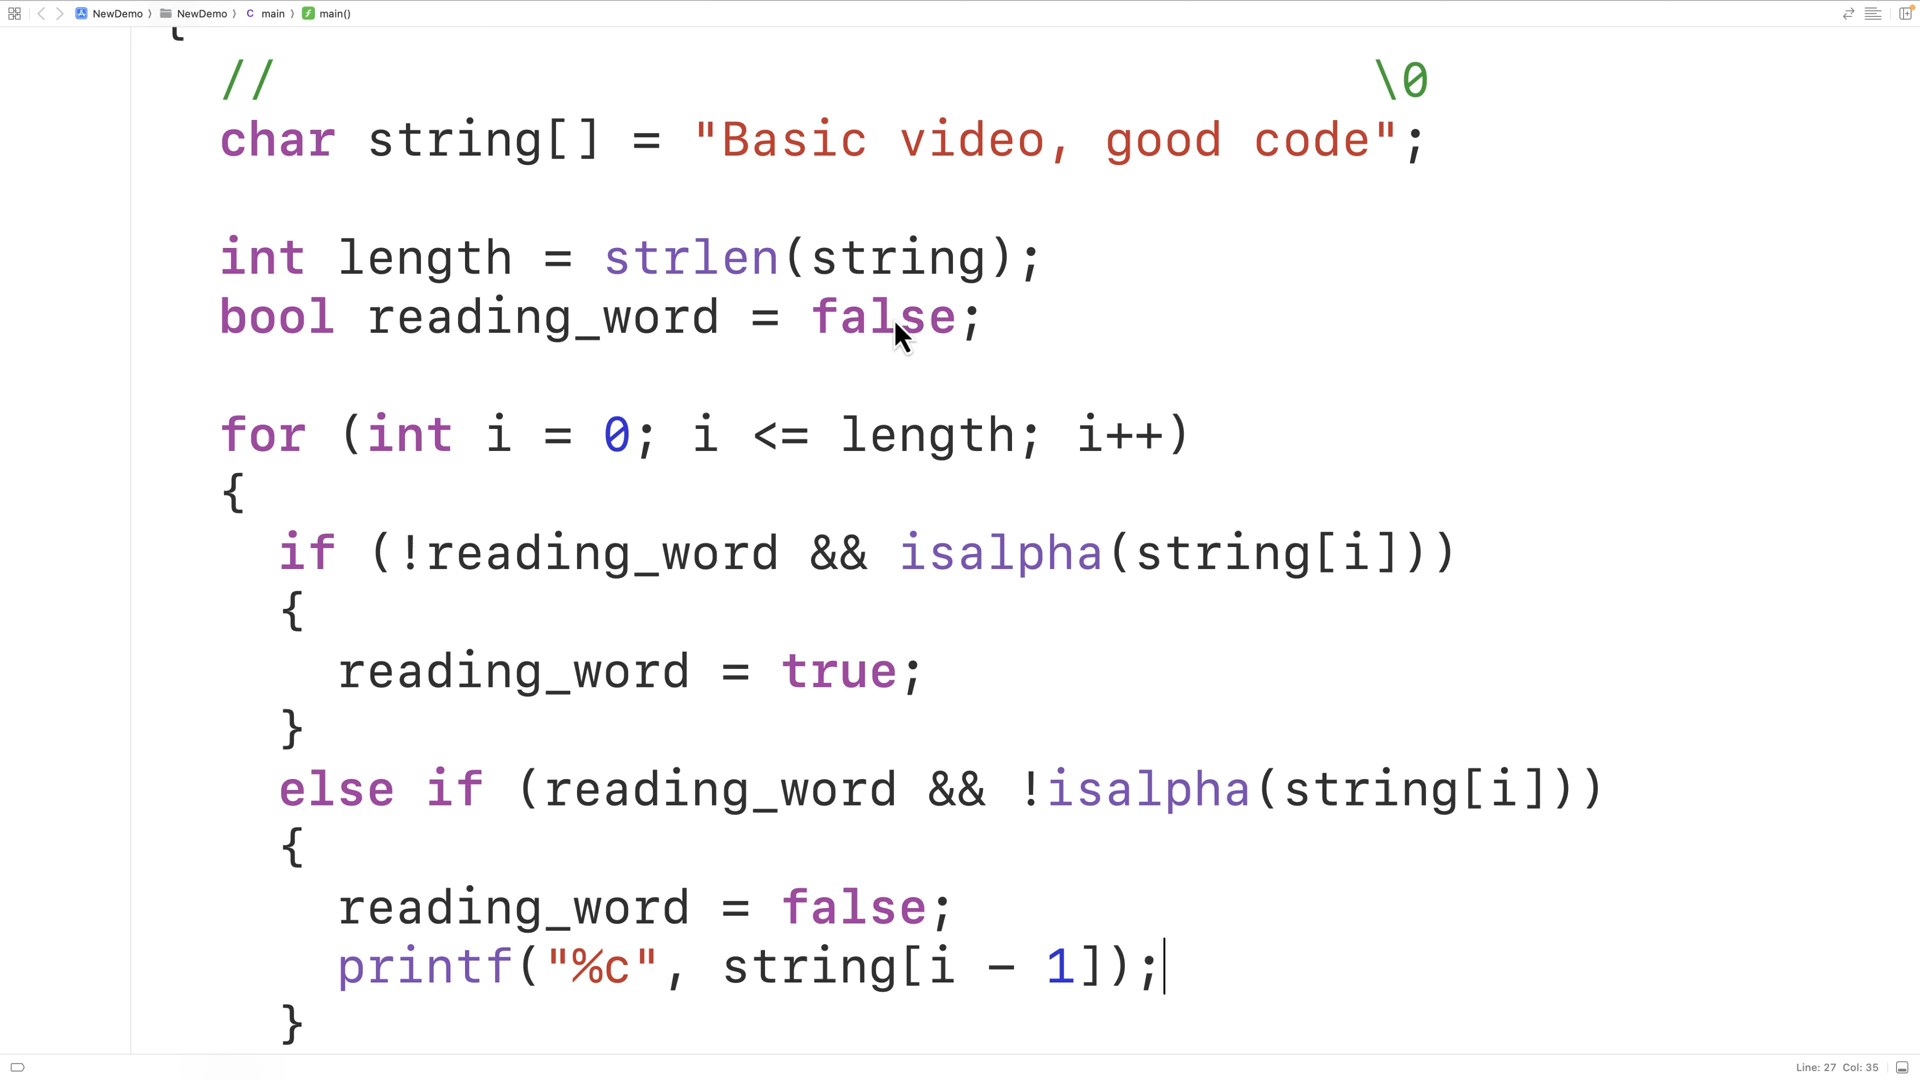 NewDemo 〉 NewDemo 〉 C main 〉 f main()
{
// \0
char string[] = "Basic video, good code";
int length = strlen(string);
bool reading_word = false;
for (int i = 0; i <= length; i++)
{
if (!reading_word && isalpha(string[i]))
{
reading_word = true;
}
else if (reading_word && !isalpha(string[i]))
{
reading_word = false;
printf("%c", string[i - 1]);
}
Line: 27 Col: 35